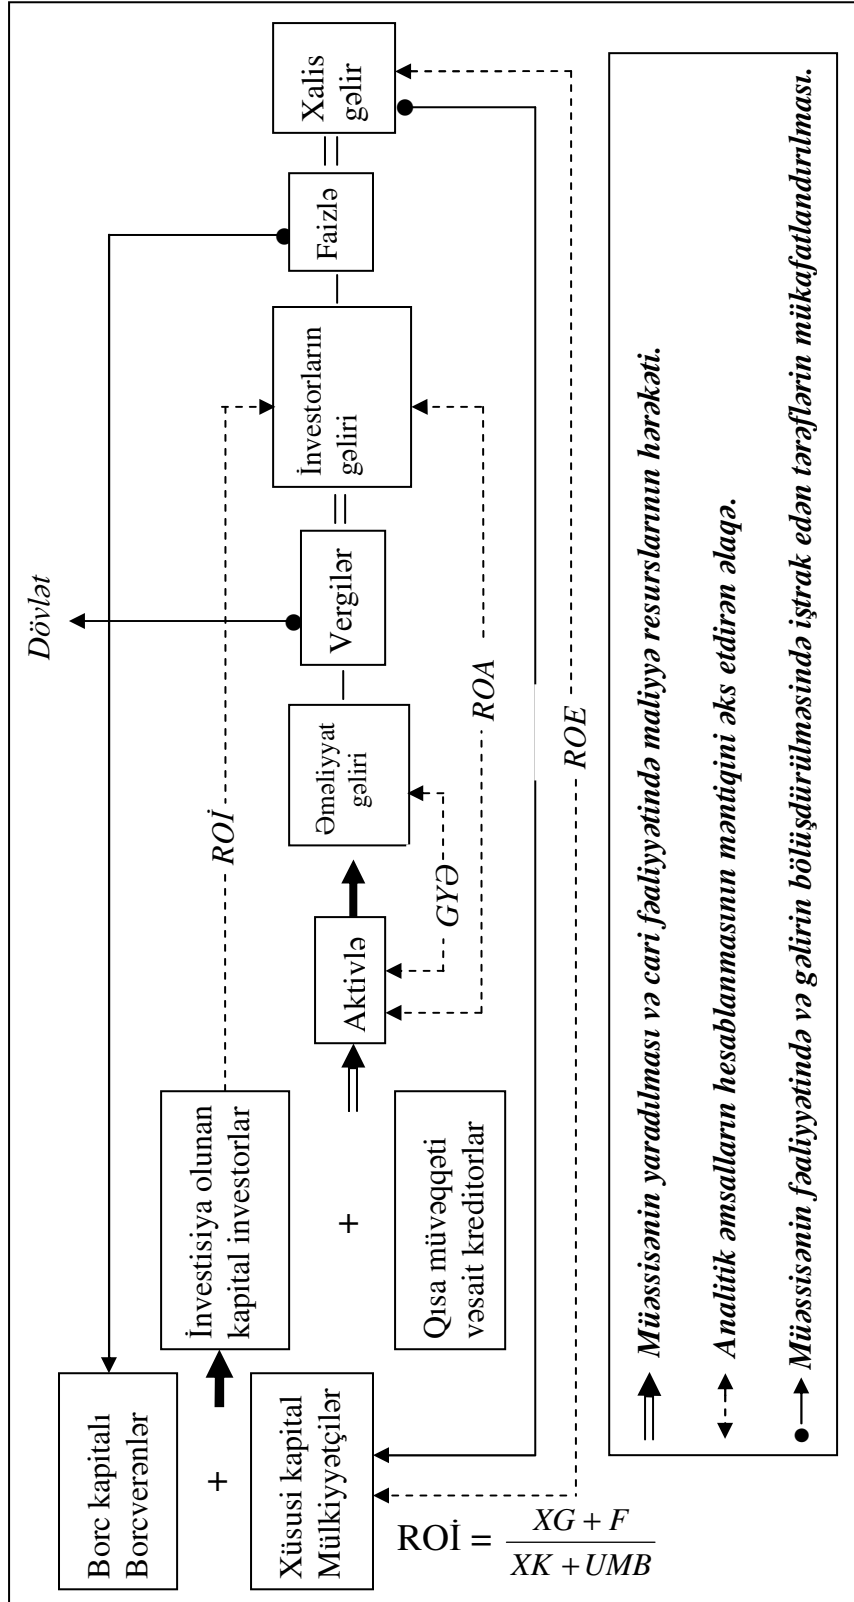 Dövlət
Borc kapitalı
Borcverənlər
+
Xüsusi kapital
Mülkiyyətçilər
İnvestisiya olunan
kapital investorlar
+
Qısa müvəqqəti
vəsait kreditorlar
Aktivlə
Əməliyyat
gəliri
Vergilər
İnvestorların
gəliri
Faizlə
Xalis
gəlir
ROİ
GYƏ
ROA
ROE
ROİ = \frac{XG + F}{XK + UMB}
Müəssisənin yaradılması və cari fəaliyyətində maliyyə resurslarının hərəkəti.
Analitik əmsalların hesablanmasının məntiqini əks etdirən əlaqə.
Müəssisənin fəaliyyətində və gəlirin bölüşdürülməsində iştrak edən tərəflərin mükafatlandırılması.